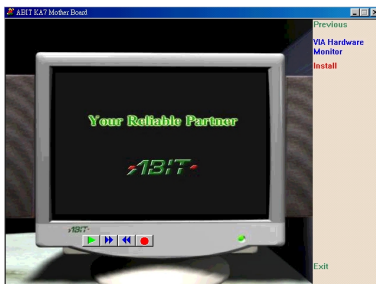 ABIT KA7 Mother Board
Previous
VIA Hardware
Monitor
Install
Your Reliable Partner
ABIT
ABIT
Exit